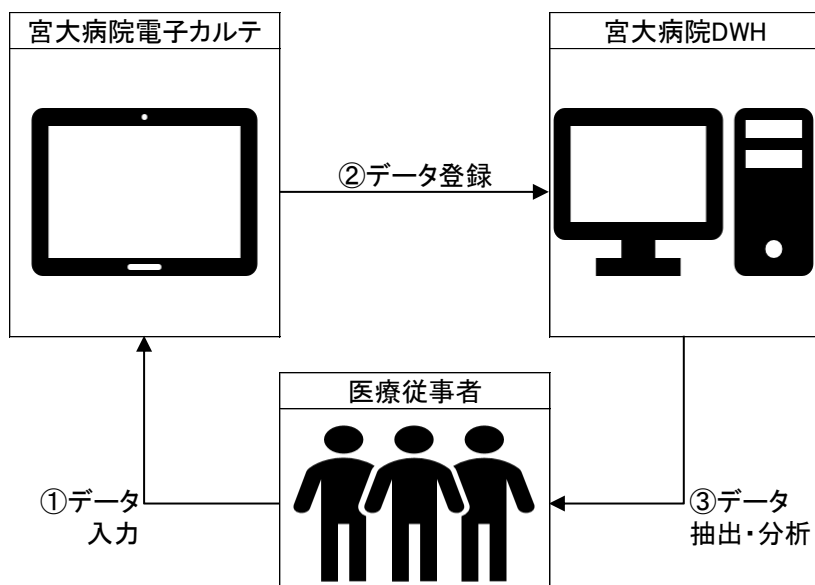 宮大病院電子カルテ
宮大病院DWH
②データ登録
医療従事者
①データ
入力
③データ
抽出・分析